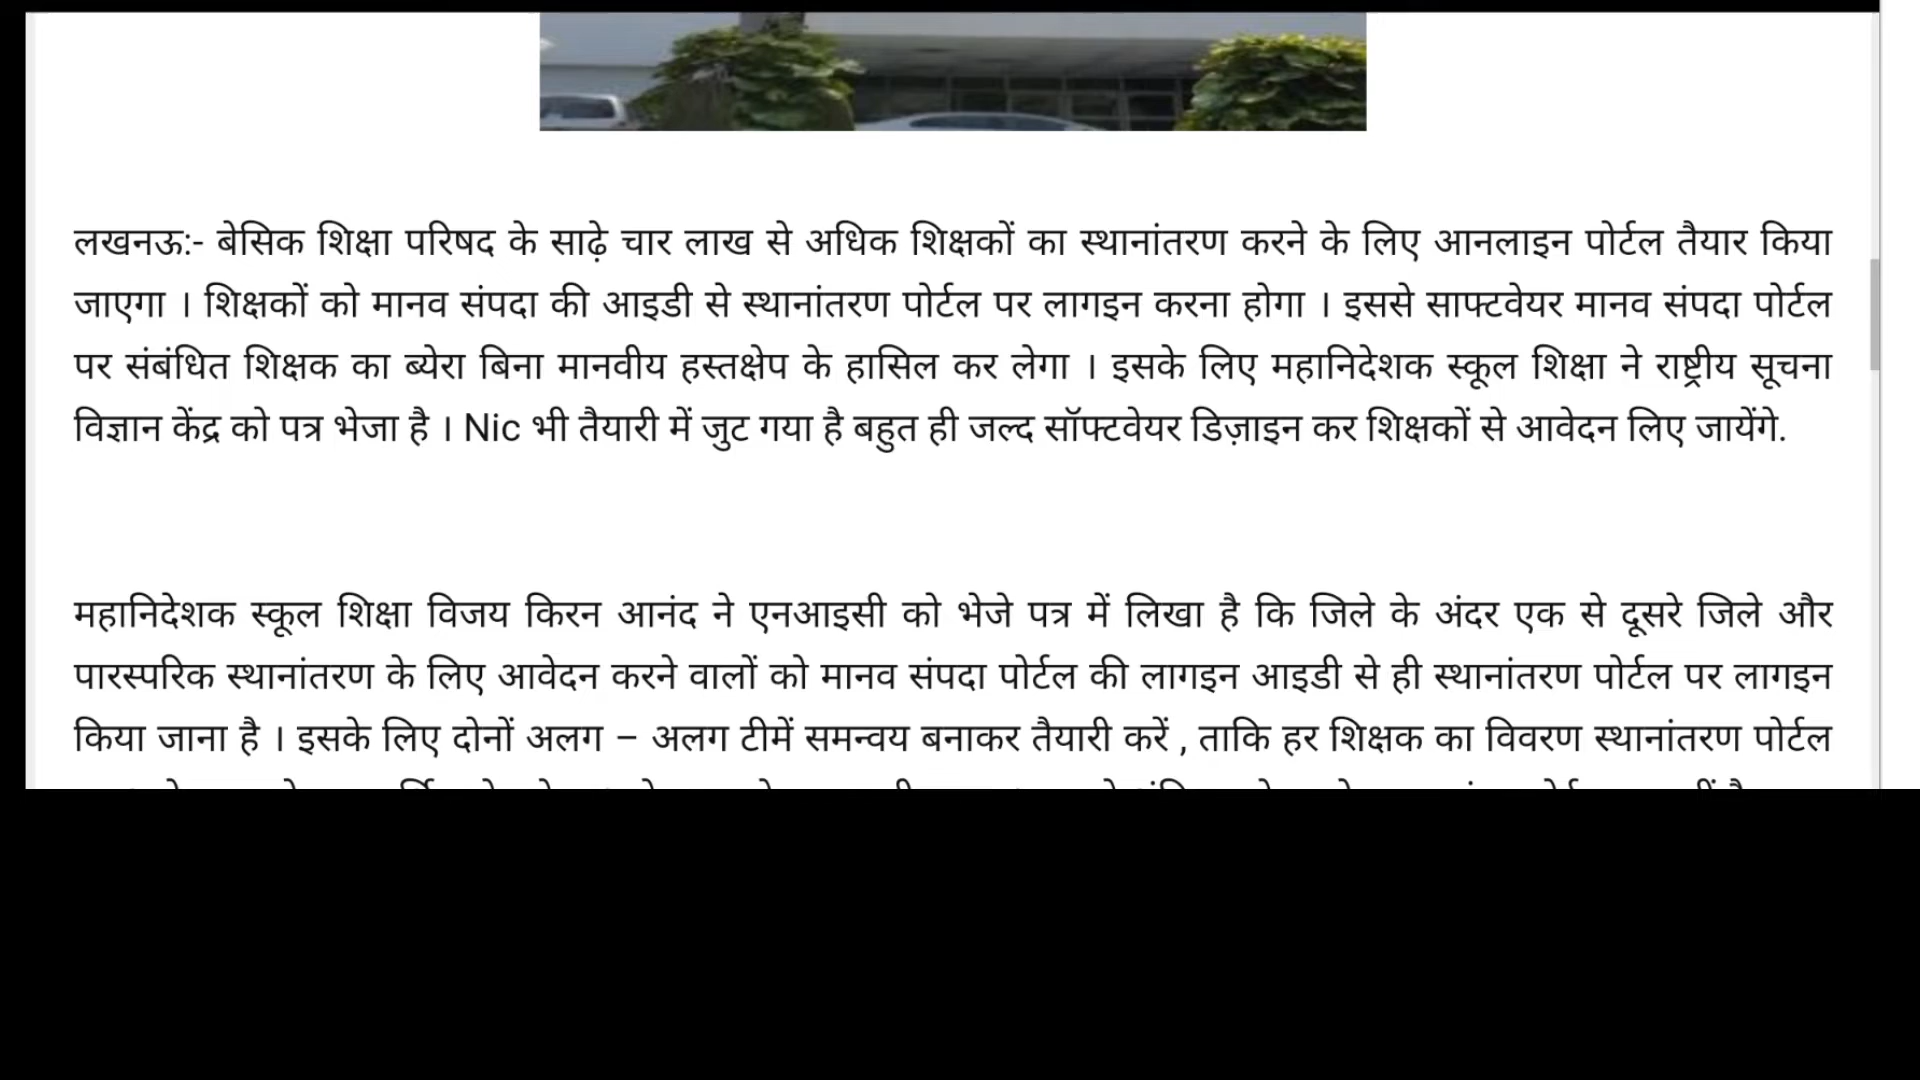 लखनऊ:- बेसिक शिक्षा परिषद के साढ़े चार लाख से अधिक शिक्षकों का स्थानांतरण करने के लिए आनलाइन पोर्टल तैयार किया
जाएगा । शिक्षकों को मानव संपदा की आइडी से स्थानांतरण पोर्टल पर लागइन करना होगा । इससे साफ्टवेयर मानव संपदा पोर्टल
पर संबंधित शिक्षक का ब्येरा बिना मानवीय हस्तक्षेप के हासिल कर लेगा । इसके लिए महानिदेशक स्कूल शिक्षा ने राष्ट्रीय सूचना
विज्ञान केंद्र को पत्र भेजा है । Nic भी तैयारी में जुट गया है बहुत ही जल्द सॉफ्टवेयर डिज़ाइन कर शिक्षकों से आवेदन लिए जायेंगे.
महानिदेशक स्कूल शिक्षा विजय किरन आनंद ने एनआइसी को भेजे पत्र में लिखा है कि जिले के अंदर एक से दूसरे जिले और
पारस्परिक स्थानांतरण के लिए आवेदन करने वालों को मानव संपदा पोर्टल की लागइन आइडी से ही स्थानांतरण पोर्टल पर लागइन
किया जाना है । इसके लिए दोनों अलग – अलग टीमें समन्वय बनाकर तैयारी करें , ताकि हर शिक्षक का विवरण स्थानांतरण पोर्टल